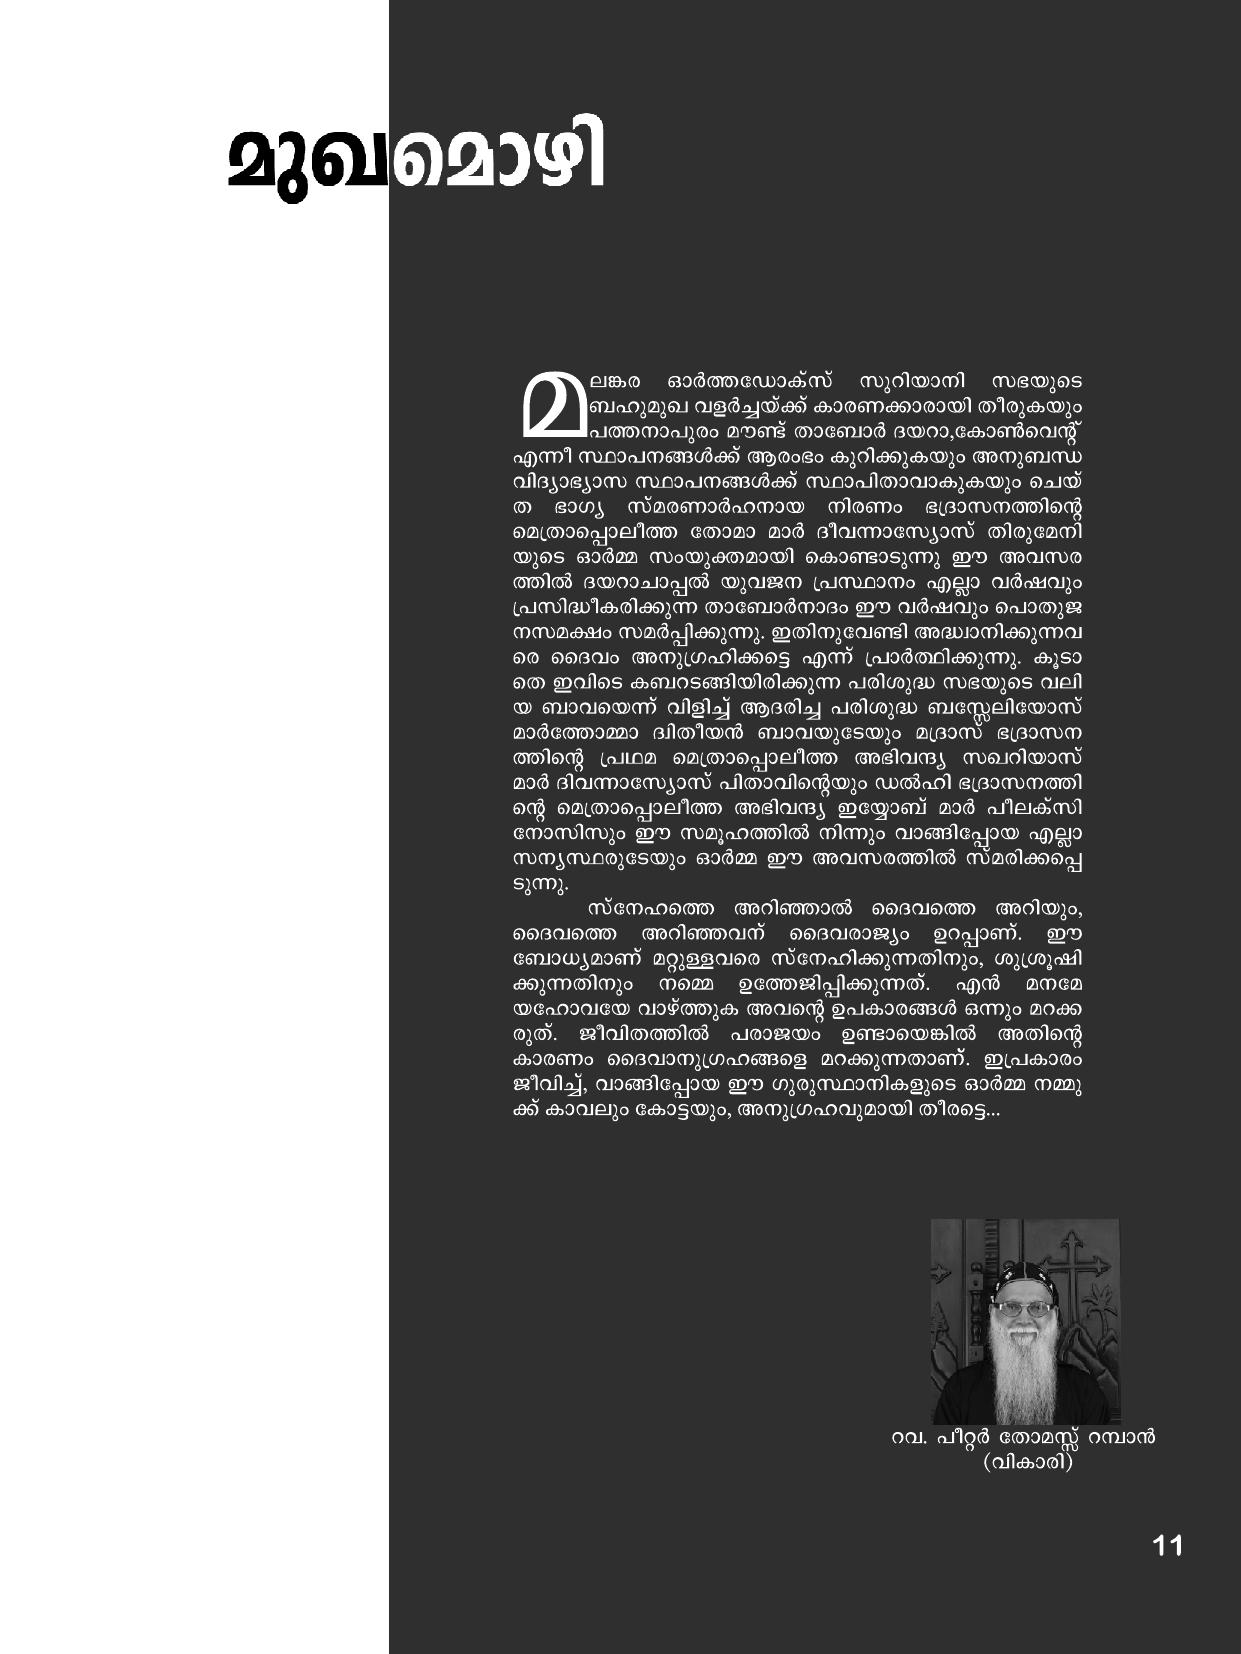 മുഖമൊഴി
മലങ്കര ഓർത്തഡോക്സ് സുറിയാനി സഭയുടെ
ബഹുമുഖ വളർച്ചയ്ക്ക് കാരണക്കാരായി തീരുകയും
പത്തനാപുരം മൗണ്ട് താബോർ ദയറാ,കോൺവെന്റ്
എന്നീ സ്ഥാപനങ്ങൾക്ക് ആരംഭം കുറിക്കുകയും അനുബന്ധ
വിദ്യാഭ്യാസ സ്ഥാപനങ്ങൾക്ക് സ്ഥാപിതാവാകുകയും ചെയ്
ത ഭാഗ്യ സ്മരണാർഹനായ നിരണം ഭദ്രാസനത്തിന്റെ
മെത്രാപ്പൊലീത്ത തോമാ മാർ ദീവന്നാസ്യോസ് തിരുമേനി
യുടെ ഓർമ്മ സംയുക്തമായി കൊണ്ടാടുന്നു ഈ അവസര
ത്തിൽ ദയറാചാപ്പൽ യുവജന പ്രസ്ഥാനം എല്ലാ വർഷവും
പ്രസിദ്ധീകരിക്കുന്ന താബോർനാദം ഈ വർഷവും പൊതുജ
നസമക്ഷം സമർപ്പിക്കുന്നു. ഇതിനുവേണ്ടി അദ്ധ്വാനിക്കുന്നവ
രെ ദൈവം അനുഗ്രഹിക്കട്ടെ എന്ന് പ്രാർത്ഥിക്കുന്നു. കൂടാ
തെ ഇവിടെ കബറടങ്ങിയിരിക്കുന്ന പരിശുദ്ധ സഭയുടെ വലി
യ ബാവയെന്ന് വിളിച്ച് ആദരിച്ച പരിശുദ്ധ ബസ്സേലിയോസ്
മാർത്തോമ്മാ ദ്വിതീയൻ ബാവയുടേയും മദ്രാസ് ഭദ്രാസന
ത്തിന്റെ പ്രഥമ മെത്രാപ്പൊലീത്ത അഭിവന്ദ്യ സഖറിയാസ്
മാർ ദിവന്നാസ്യോസ് പിതാവിന്റെയും ഡൽഹി ഭദ്രാസനത്തി
ന്റെ മെത്രാപ്പൊലീത്ത അഭിവന്ദ്യ ഇയ്യോബ് മാർ പീലക്സി
നോസിസും ഈ സമൂഹത്തിൽ നിന്നും വാങ്ങിപ്പോയ എല്ലാ
സന്യസ്ഥരുടേയും ഓർമ്മ ഈ അവസരത്തിൽ സ്മരിക്കപ്പെ
ടുന്നു.
സ്നേഹത്തെ അറിഞ്ഞാൽ ദൈവത്തെ അറിയും,
ദൈവത്തെ അറിഞ്ഞവന് ദൈവരാജ്യം ഉറപ്പാണ്. ഈ
ബോധ്യമാണ് മറ്റുള്ളവരെ സ്നേഹിക്കുന്നതിനും, ശുശ്രൂഷി
ക്കുന്നതിനും നമ്മെ ഉത്തേജിപ്പിക്കുന്നത്. എൻ മനമേ
യഹോവയേ വാഴ്ത്തുക അവന്റെ ഉപകാരങ്ങൾ ഒന്നും മറക്ക
രുത്. ജീവിതത്തിൽ പരാജയം ഉണ്ടായെങ്കിൽ അതിന്റെ
കാരണം ദൈവാനുഗ്രഹങ്ങളെ മറക്കുന്നതാണ്. ഇപ്രകാരം
ജീവിച്ച്, വാങ്ങിപ്പോയ ഈ ഗുരുസ്ഥാനികളുടെ ഓർമ്മ നമ്മു
ക്ക് കാവലും കോട്ടയും, അനുഗ്രഹവുമായി തീരട്ടെ...
റവ. പീറ്റർ തോമസ്സ് റമ്പാൻ
(വികാരി)
11